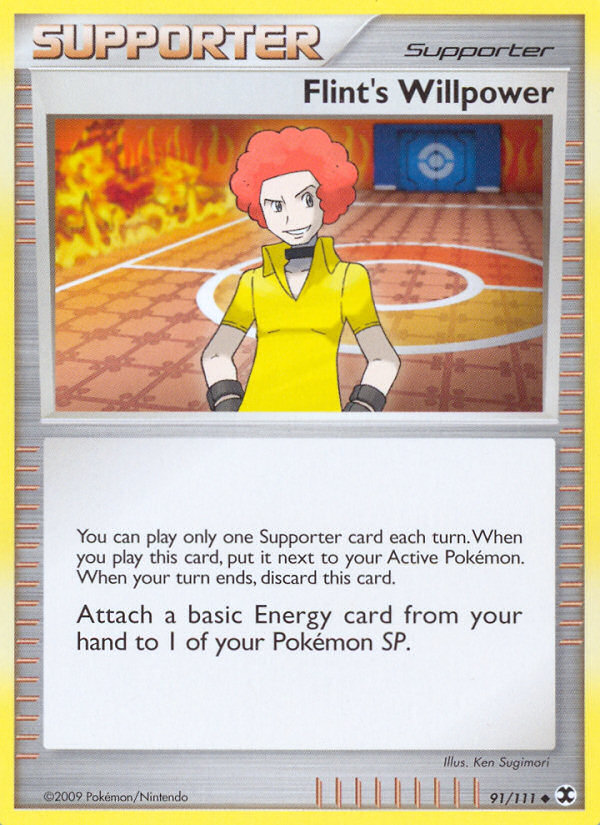 SUPPORTER
Supporter
Flint's Willpower
You can play only one Supporter card each turn. When
you play this card, put it next to your Active Pokémon.
When your turn ends, discard this card.
Attach a basic Energy card from your
hand to 1 of your Pokémon SP.
Illus. Ken Sugimori
©2009 Pokémon/Nintendo
91/111